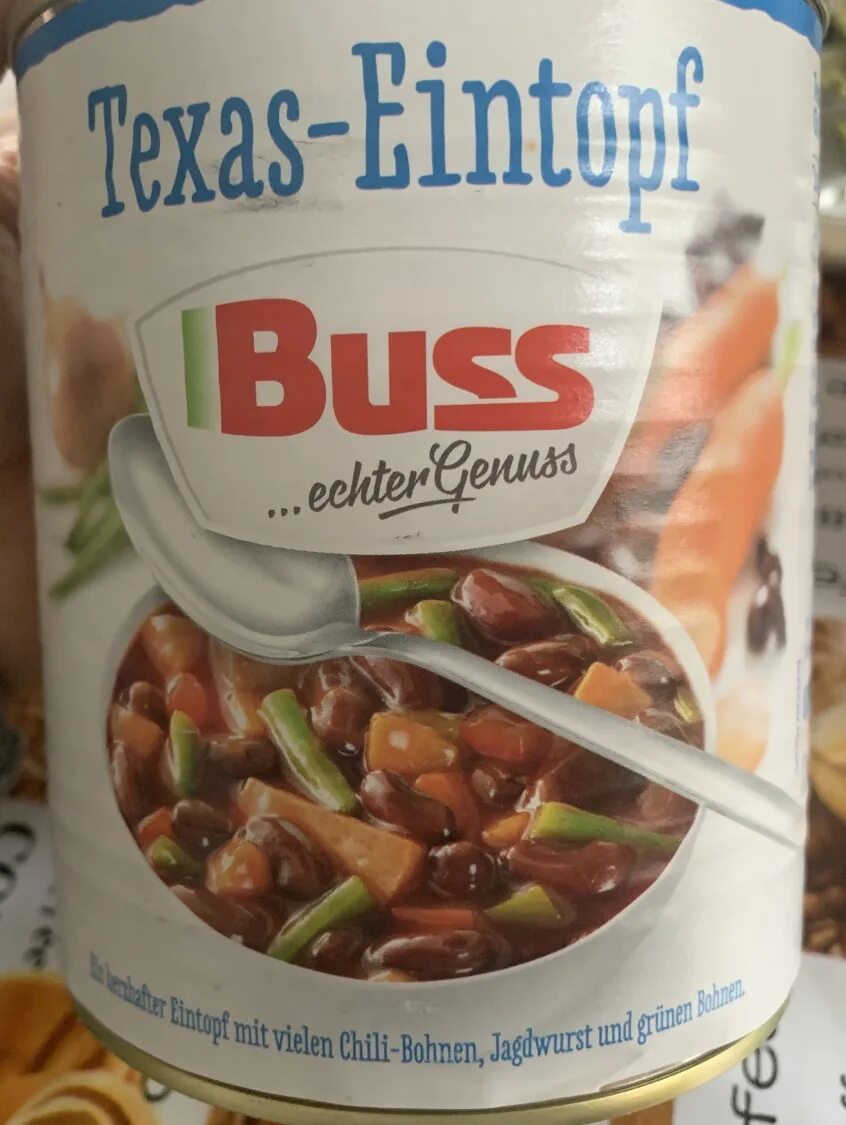 Texas-Eintopf
Buss
...echter Genuss
Ein herzhafter Eintopf mit vielen Chili-Bohnen, Jagdwurst und grünen Bohnen.